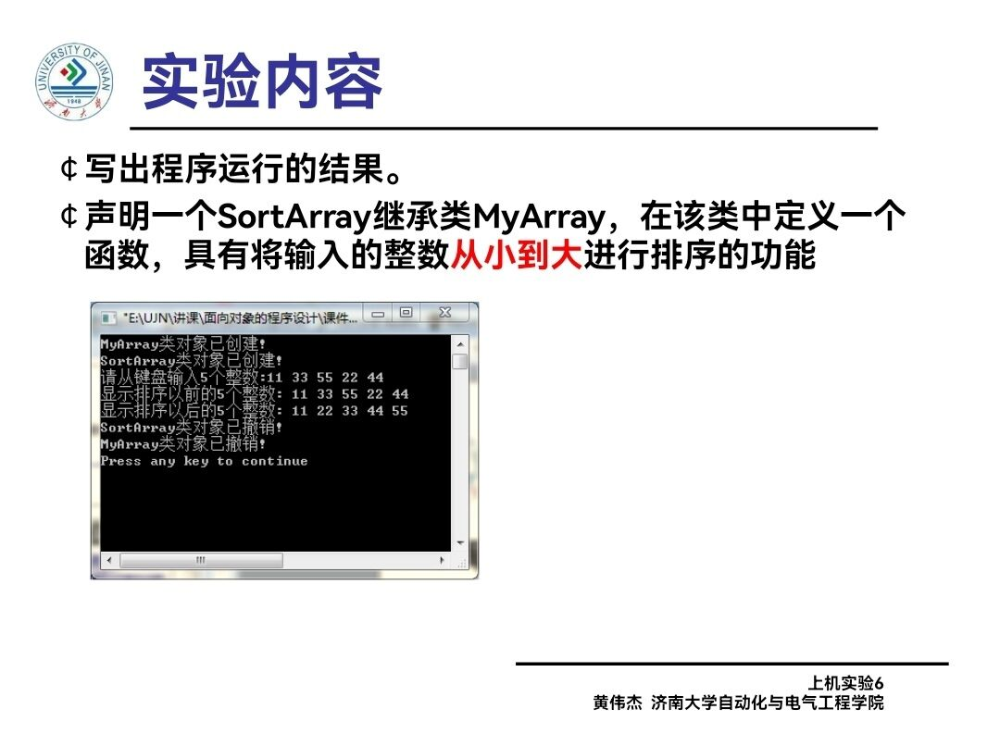 UNIVERSITY OF JINAN
1948
济南大学
实验内容
¢ 写出程序运行的结果。
¢ 声明一个SortArray继承类MyArray，在该类中定义一个
函数，具有将输入的整数从小到大进行排序的功能
"E:\UJN\讲课\面向对象的程序设计\课件...
MyArray类对象已创建!
SortArray类对象已创建!
请从键盘输入5个整数:11 33 55 22 44
显示排序以前的5个整数: 11 33 55 22 44
显示排序以后的5个整数: 11 22 33 44 55
SortArray类对象已撤销!
MyArray类对象已撤销!
Press any key to continue
上机实验6
黄伟杰 济南大学自动化与电气工程学院